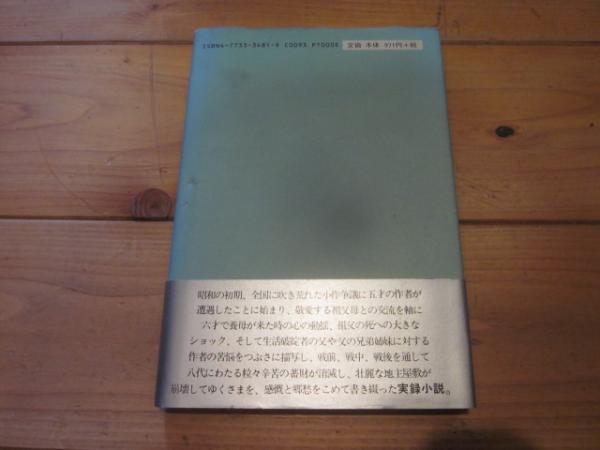 ISBN4-7733-3481-9 C0093 P1000E 定価 本体 971円+税
昭和の初期、全国に吹き荒れた小作争議に五才の作者が
遭遇したことに始まり、敬愛する祖父母との交流を軸に
六才で養母が来た時の心の動揺、祖父の死への大きな
ショック、そして生活破綻者の父や父の兄弟姉妹に対する
作者の苦悩をつぶさに描写し、戦前、戦中、戦後を通して
八代にわたる粒々辛苦の蓄財が消滅し、壮麗な地主屋敷が
崩壊してゆくさまを、感慨と郷愁をこめて書き綴った実録小説。